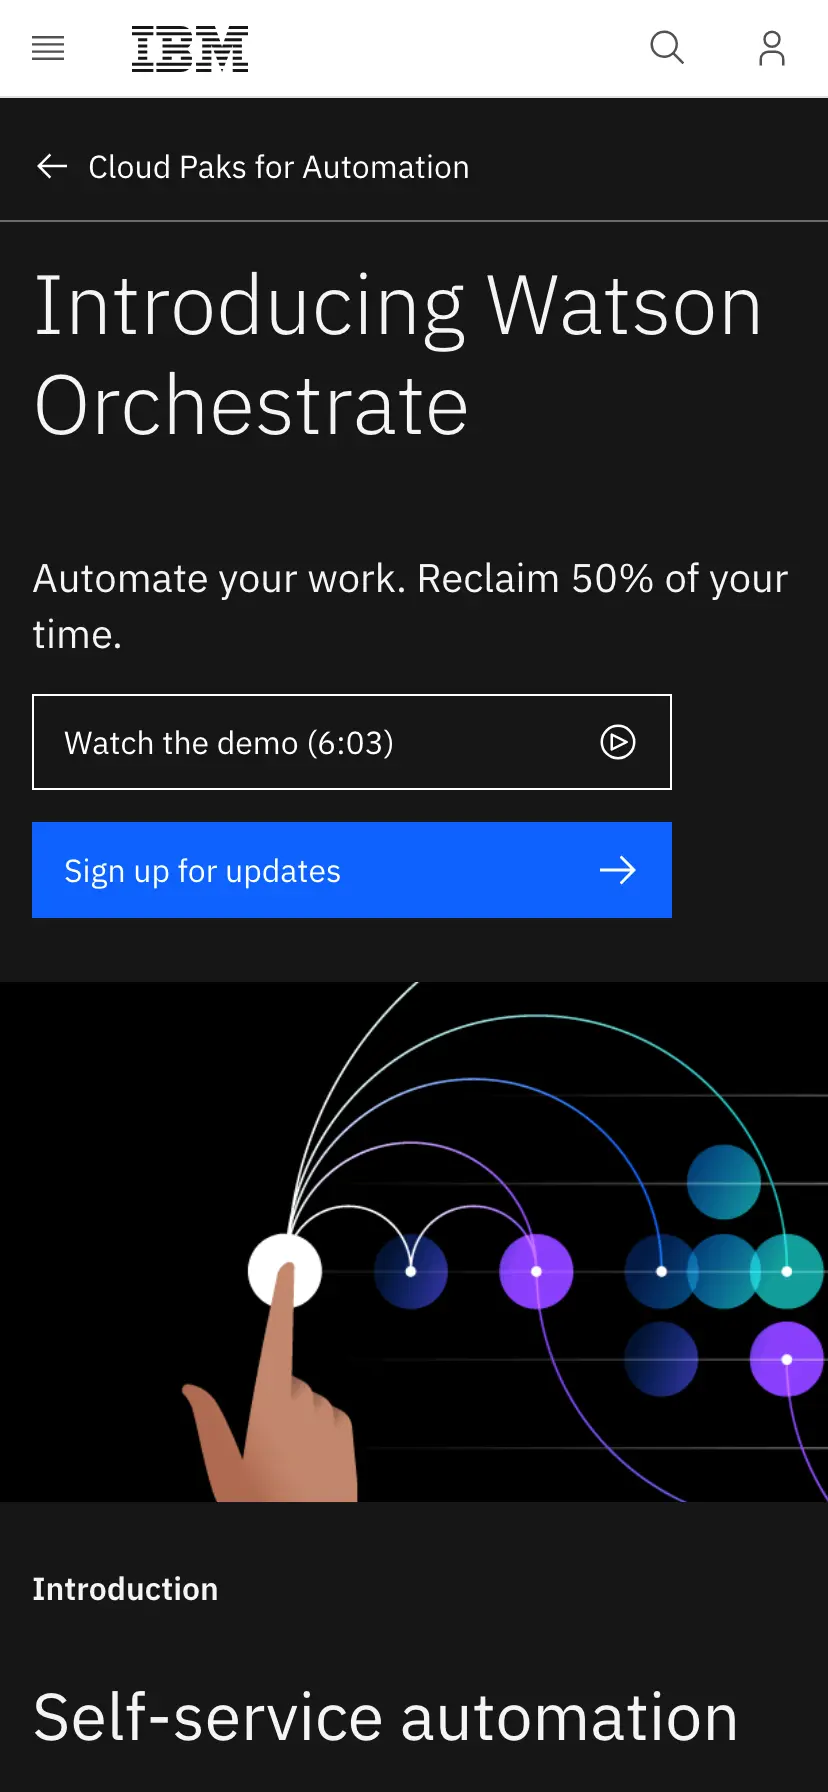 IBM
Cloud Paks for Automation
Introducing Watson
Orchestrate
Automate your work. Reclaim 50% of your
time.
Watch the demo (6:03)
Sign up for updates
Introduction
Self-service automation